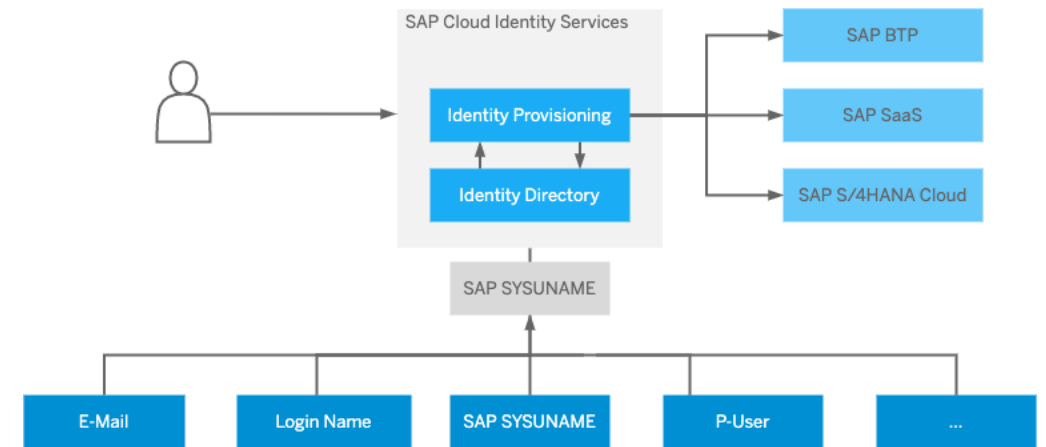 SAP Cloud Identity Services
SAP BTP
Identity Provisioning
SAP SaaS
Identity Directory
SAP S/4HANA Cloud
SAP SYSUNAME
E-Mail
Login Name
SAP SYSUNAME
P-User
...